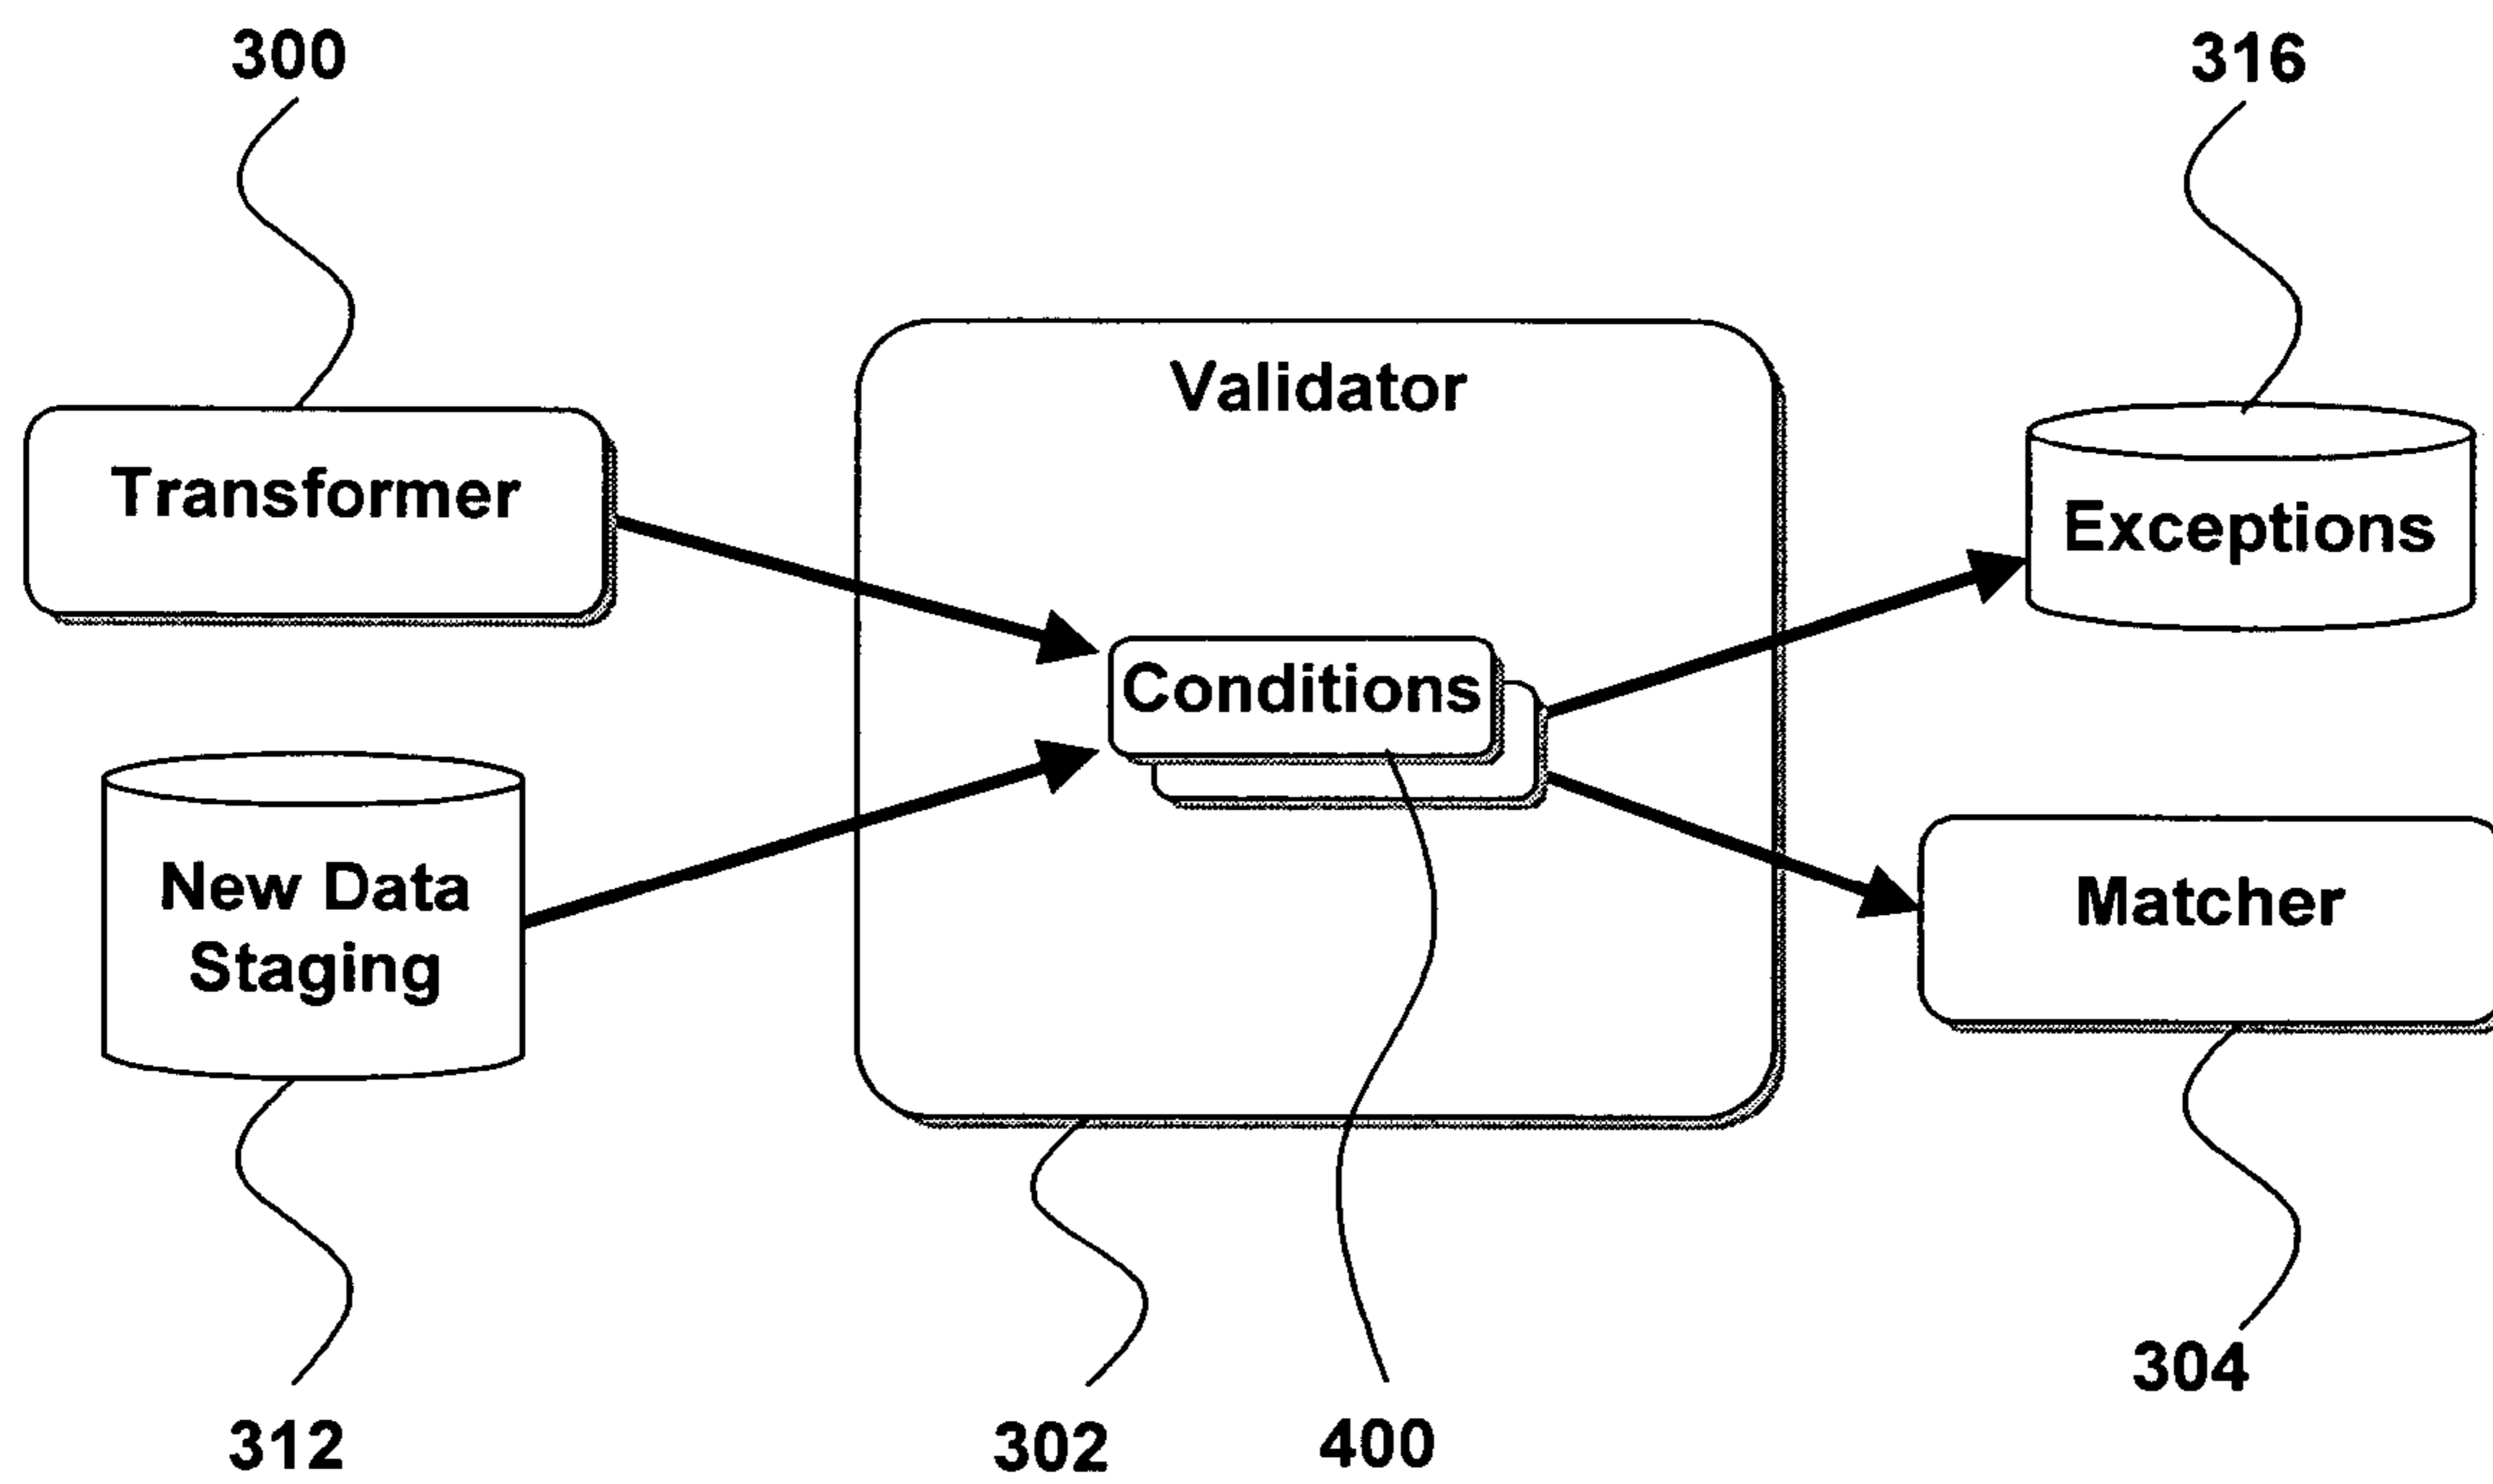 300
316
Validator
Transformer
Exceptions
Conditions
New Data
Staging
Matcher
304
312
302
400